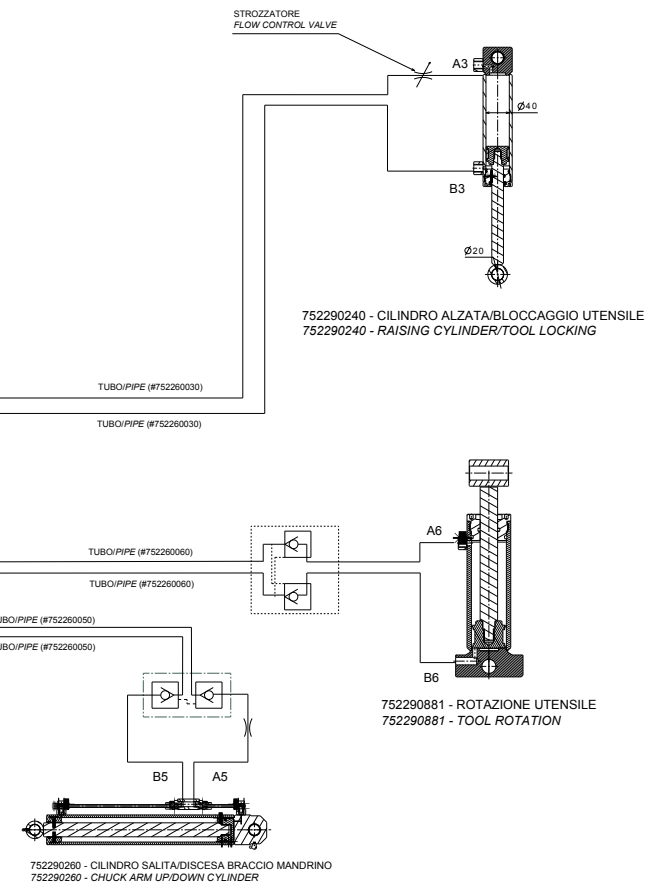 STROZZATORE
FLOW CONTROL VALVE
A3
Ø40
B3
Ø20
752290240 - CILINDRO ALZATA/BLOCCAGGIO UTENSILE
752290240 - RAISING CYLINDER/TOOL LOCKING
TUBO/PIPE (#752260030)
TUBO/PIPE (#752260030)
A6
TUBO/PIPE (#752260060)
TUBO/PIPE (#752260060)
UBO/PIPE (#752260050)
UBO/PIPE (#752260050)
B6
752290881 - ROTAZIONE UTENSILE
752290881 - TOOL ROTATION
B5 A5
752290260 - CILINDRO SALITA/DISCESA BRACCIO MANDRINO
752290260 - CHUCK ARM UP/DOWN CYLINDER